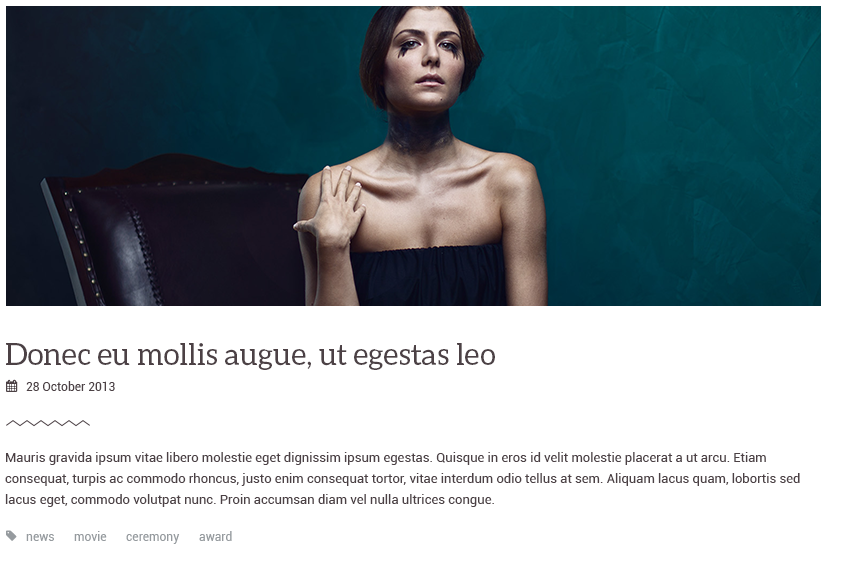 Donec eu mollis augue, ut egestas leo
28 October 2013
Mauris gravida ipsum vitae libero molestie eget dignissim ipsum egestas. Quisque in eros id velit molestie placerat a ut arcu. Etiam
consequat, turpis ac commodo rhoncus, justo enim consequat tortor, vitae interdum odio tellus at sem. Aliquam lacus quam, lobortis sed
lacus eget, commodo volutpat nunc. Proin accumsan diam vel nulla ultrices congue.
news movie ceremony award